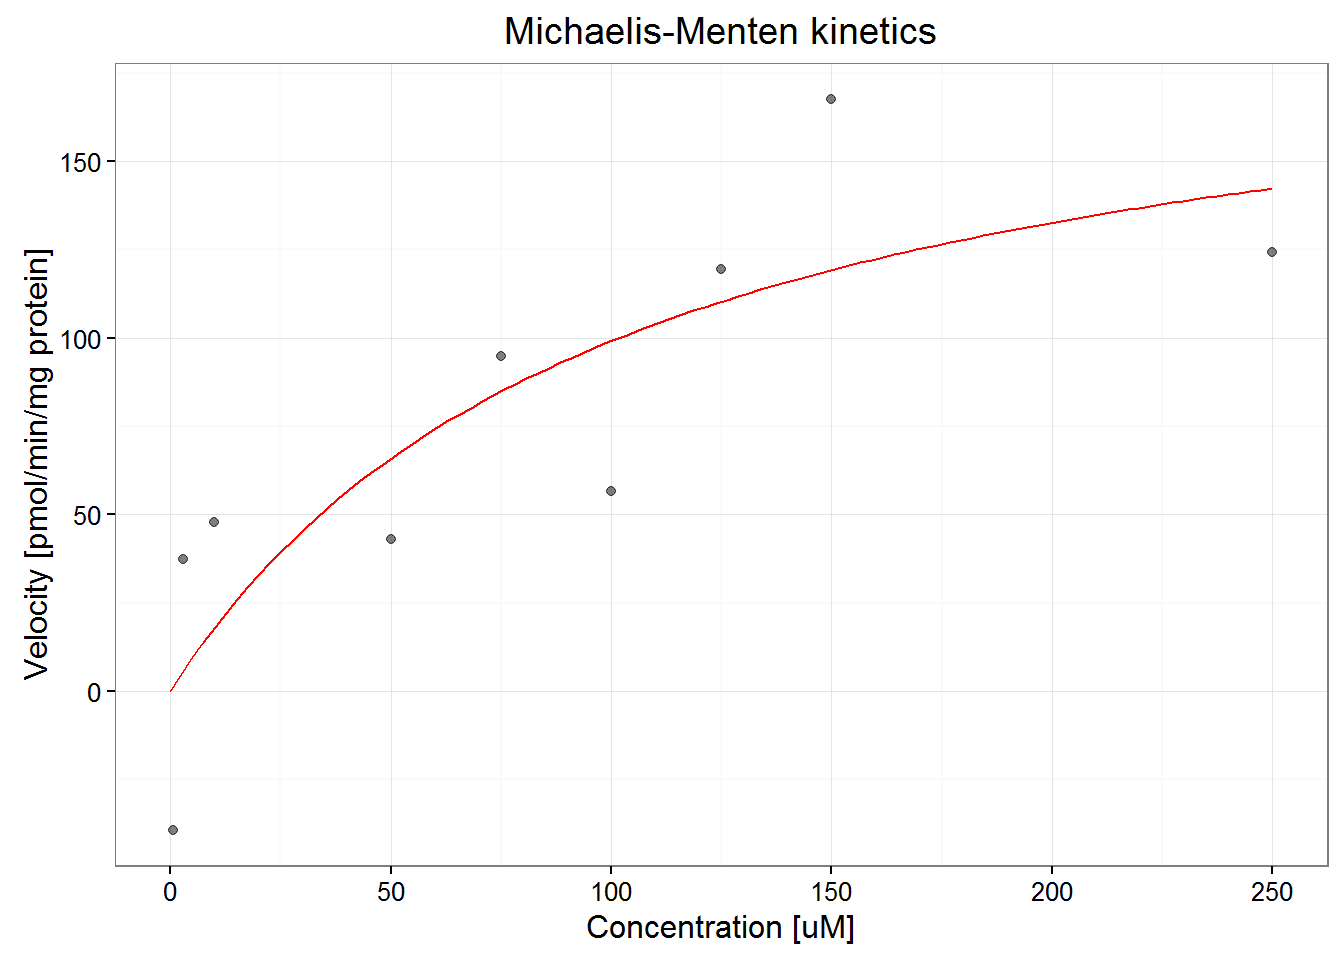 Michaelis-Menten kinetics
Velocity [pmol/min/mg protein]
150
100
50
0
0 50 100 150 200 250
Concentration [uM]